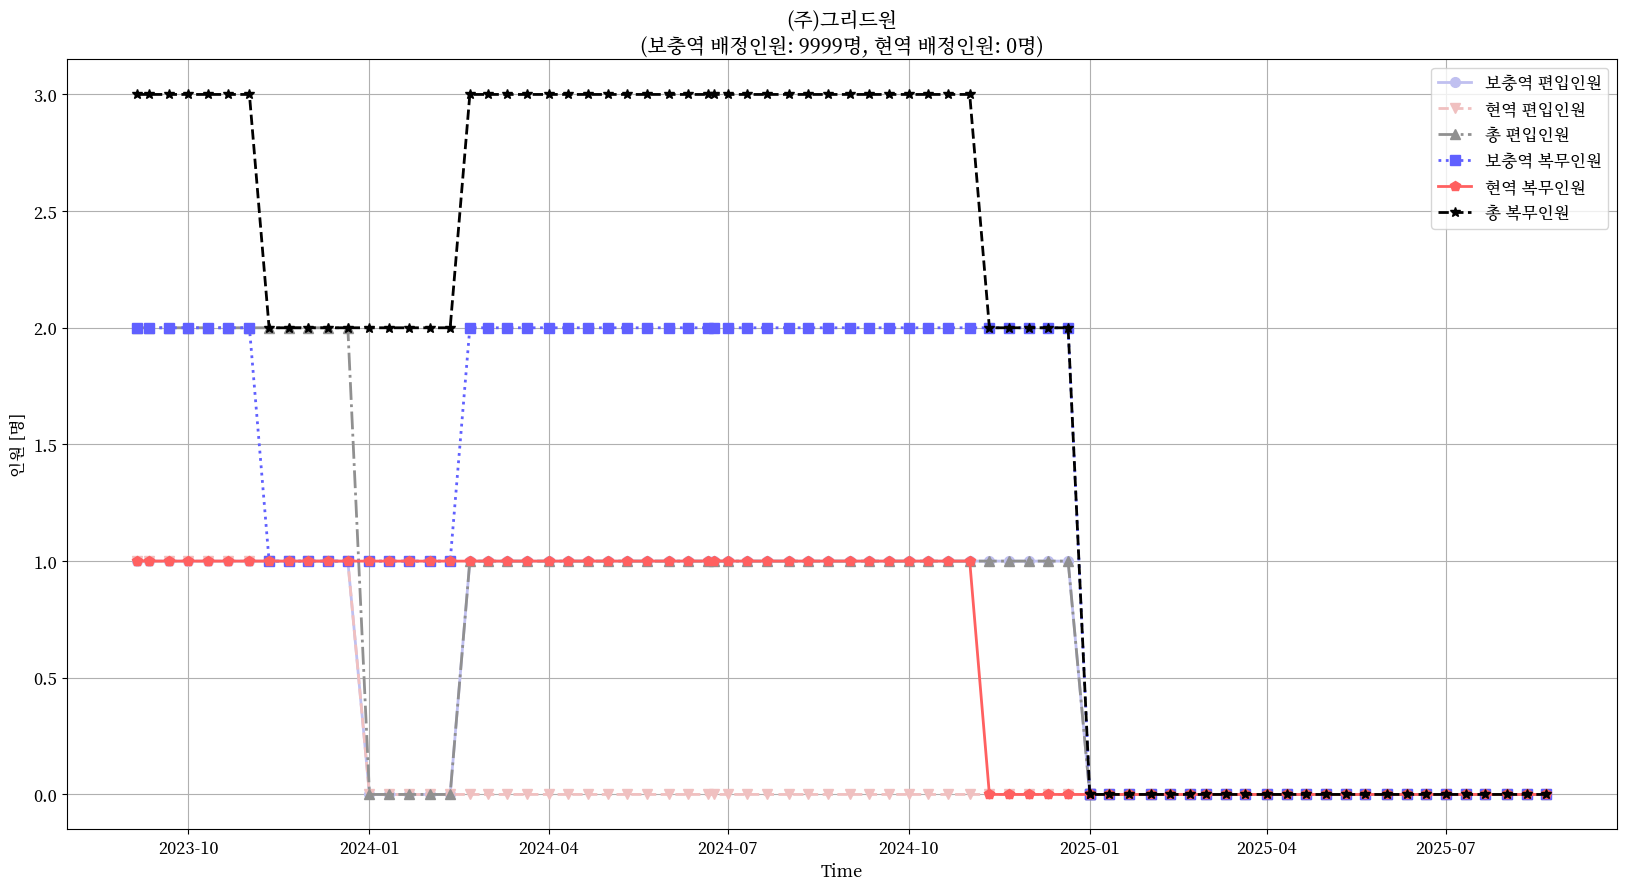 (주)그리드원
(보충역 배정인원: 9999명, 현역 배정인원: 0명)
보충역 편입인원
현역 편입인원
총 편입인원
보충역 복무인원
현역 복무인원
총 복무인원
인원 [명]
3.0
2.5
2.0
1.5
1.0
0.5
0.0
2023-10 2024-01 2024-04 2024-07 2024-10 2025-01 2025-04 2025-07
Time